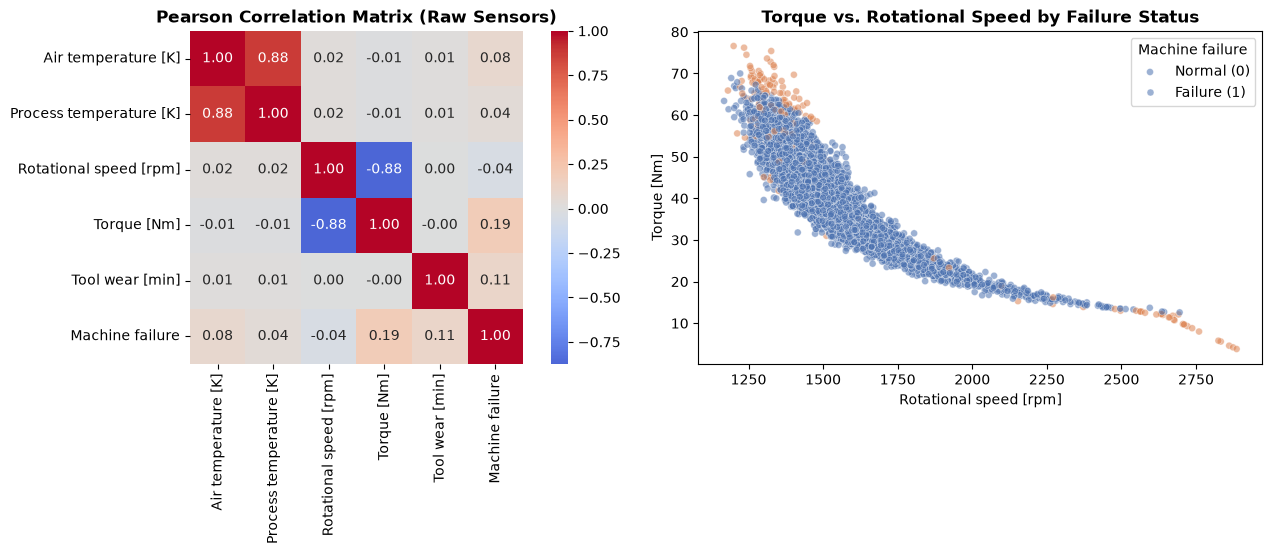 Pearson Correlation Matrix (Raw Sensors)
Air temperature [K]
Process temperature [K]
Rotational speed [rpm]
Torque [Nm]
Tool wear [min]
Machine failure
1.00 0.88 0.02 -0.01 0.01 0.08
0.88 1.00 0.02 -0.01 0.01 0.04
0.02 0.02 1.00 -0.88 0.00 -0.04
-0.01 -0.01 -0.88 1.00 -0.00 0.19
0.01 0.01 0.00 -0.00 1.00 0.11
0.08 0.04 -0.04 0.19 0.11 1.00
Air temperature [K]
Process temperature [K]
Rotational speed [rpm]
Torque [Nm]
Tool wear [min]
Machine failure
1.00
0.75
0.50
0.25
0.00
−0.25
−0.50
−0.75
Torque vs. Rotational Speed by Failure Status
Machine failure
Normal (0)
Failure (1)
Torque [Nm]
80
70
60
50
40
30
20
10
1250 1500 1750 2000 2250 2500 2750
Rotational speed [rpm]